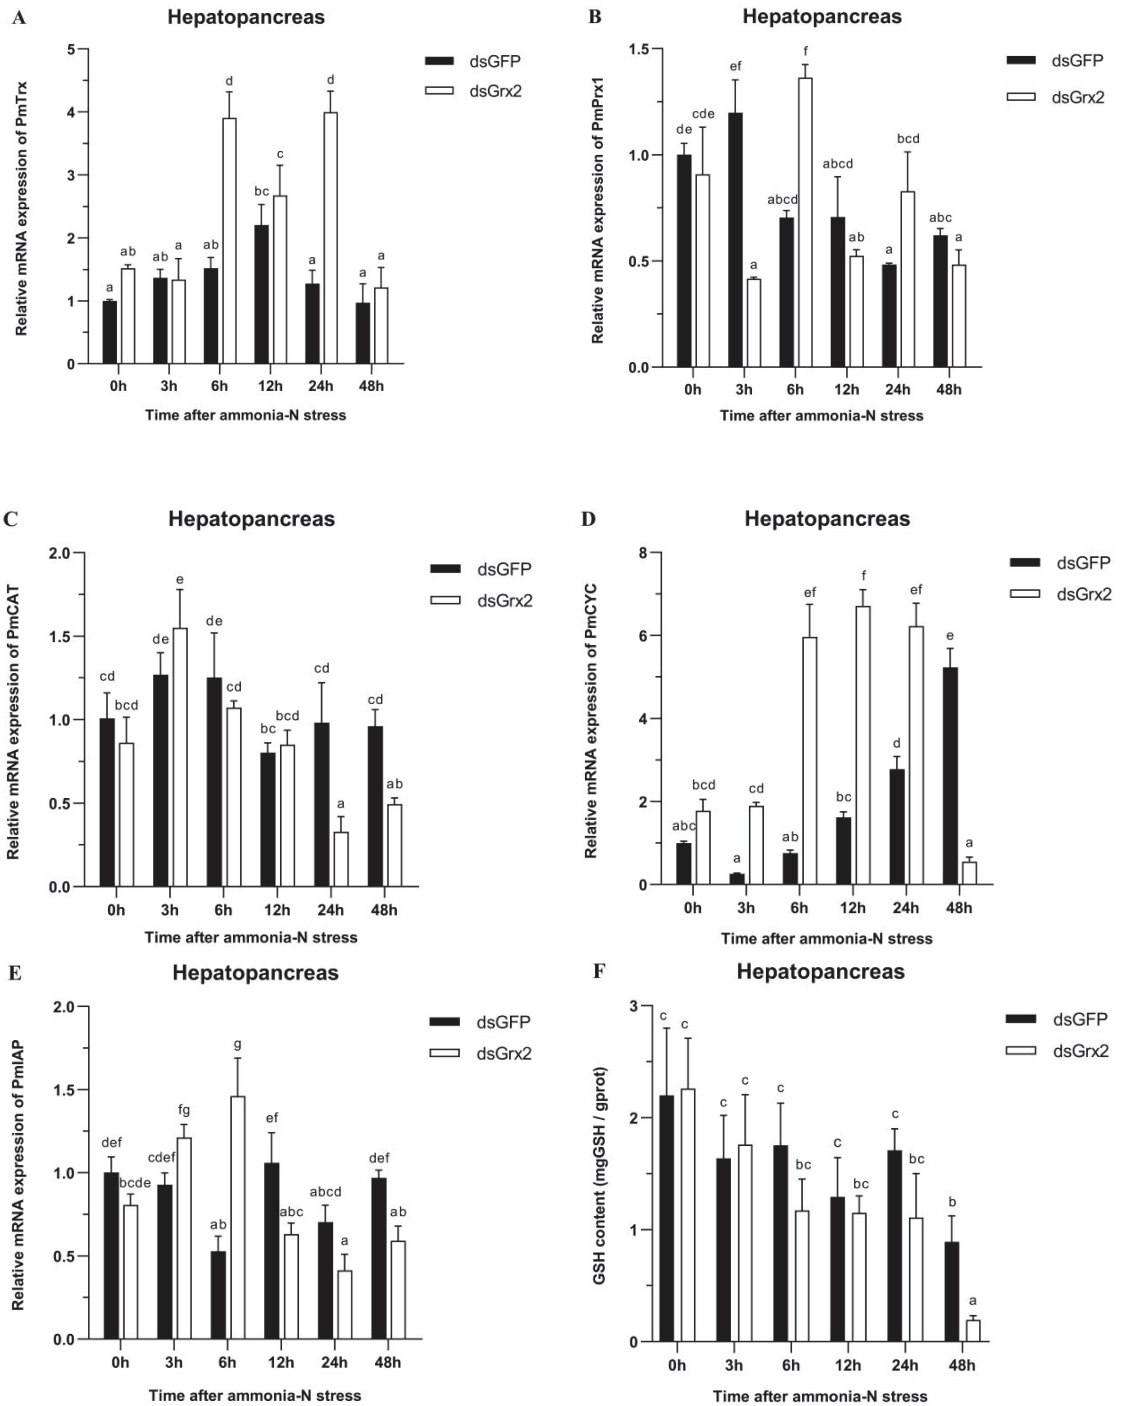 A
Hepatopancreas
Relative mRNA expression of PmTrx
5
4
3
2
1
0
dsGFP
dsGrx2
a
ab
ab
a
ab
d
bc
c
a
d
a
a
0h 3h 6h 12h 24h 48h
Time after ammonia-N stress
B
Hepatopancreas
Relative mRNA expression of PmPrx1
1.5
1.0
0.5
0.0
dsGFP
dsGrx2
de
cde
ef
a
abcd
f
abcd
ab
a
bcd
abc
a
0h 3h 6h 12h 24h 48h
Time after ammonia-N stress
C
Hepatopancreas
Relative mRNA expression of PmCAT
2.0
1.5
1.0
0.5
0.0
dsGFP
dsGrx2
cd
bcd
de
e
de
cd
bc
bcd
cd
a
cd
ab
0h 3h 6h 12h 24h 48h
Time after ammonia-N stress
D
Hepatopancreas
Relative mRNA expression of PmCYC
8
6
4
2
0
dsGFP
dsGrx2
abc
bcd
a
cd
ab
ef
bc
f
d
ef
e
a
0h 3h 6h 12h 24h 48h
Time after ammonia-N stress
E
Hepatopancreas
Relative mRNA expression of PmIAP
2.0
1.5
1.0
0.5
0.0
dsGFP
dsGrx2
def
bcde
cdef
fg
ab
g
ef
abc
abcd
a
def
ab
0h 3h 6h 12h 24h 48h
Time after ammonia-N stress
F
Hepatopancreas
GSH content (mgGSH / gprot)
3
2
1
0
dsGFP
dsGrx2
c
c
c
c
c
bc
c
bc
c
bc
b
a
0h 3h 6h 12h 24h 48h
Time after ammonia-N stress